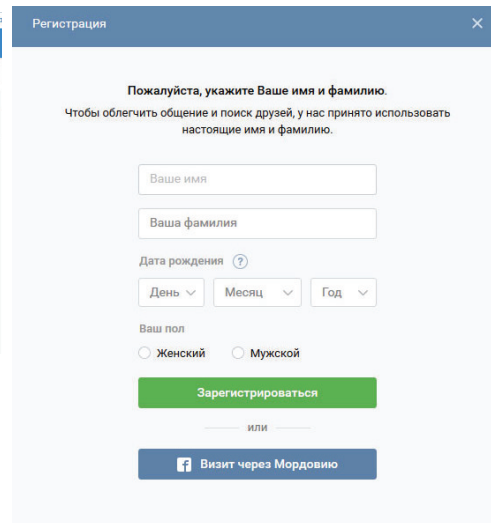 Регистрация
Пожалуйста, укажите Ваше имя и фамилию.
Чтобы облегчить общение и поиск друзей, у нас принято использовать
настоящие имя и фамилию.
Ваше имя
Ваша фамилия
Дата рождения ?
День Месяц Год
Ваш пол
Женский Мужской
Зарегистрироваться
или
Визит через Мордовию